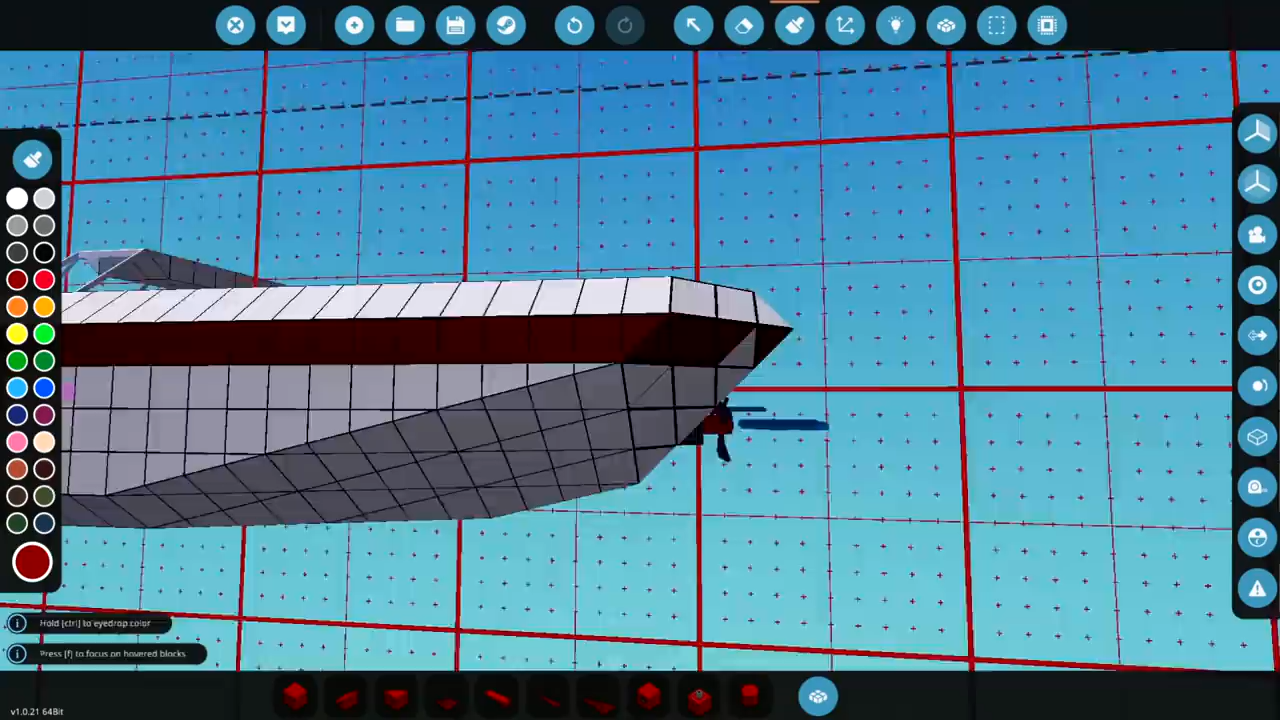 Hold [ctrl] to eyedrop color
Press [f] to focus on hovered blocks
v1.0.21 64Bit